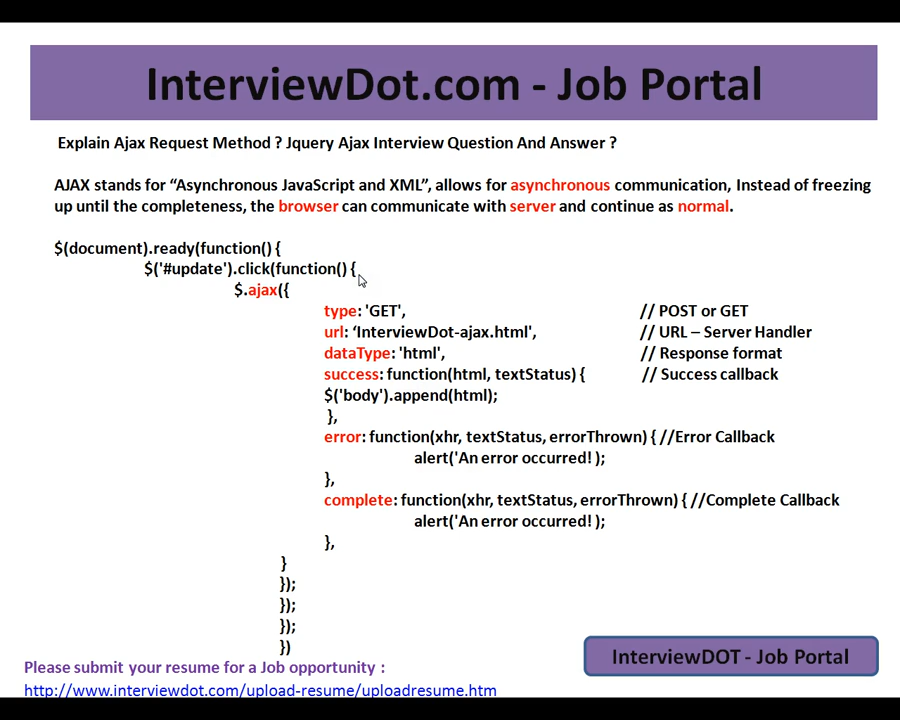 InterviewDot.com - Job Portal
Explain Ajax Request Method ? Jquery Ajax Interview Question And Answer ?
AJAX stands for “Asynchronous JavaScript and XML”, allows for asynchronous communication, Instead of freezing
up until the completeness, the browser can communicate with server and continue as normal.
$(document).ready(function() {
$('#update').click(function() {
$.ajax({
type: 'GET', // POST or GET
url: ‘InterviewDot-ajax.html', // URL – Server Handler
dataType: 'html', // Response format
success: function(html, textStatus) { // Success callback
$('body').append(html);
},
error: function(xhr, textStatus, errorThrown) { //Error Callback
alert('An error occurred! );
},
complete: function(xhr, textStatus, errorThrown) { //Complete Callback
alert('An error occurred! );
},
}
});
});
});
})
Please submit your resume for a Job opportunity :
http://www.interviewdot.com/upload-resume/uploadresume.htm
InterviewDOT - Job Portal